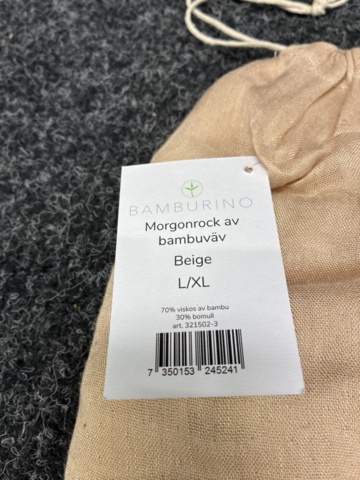 BAMBURINO
Morgonrock av
bambuväv
Beige
L/XL
70% viskos av bambu
30% bomull
art. 321502-3
7 350153 245241